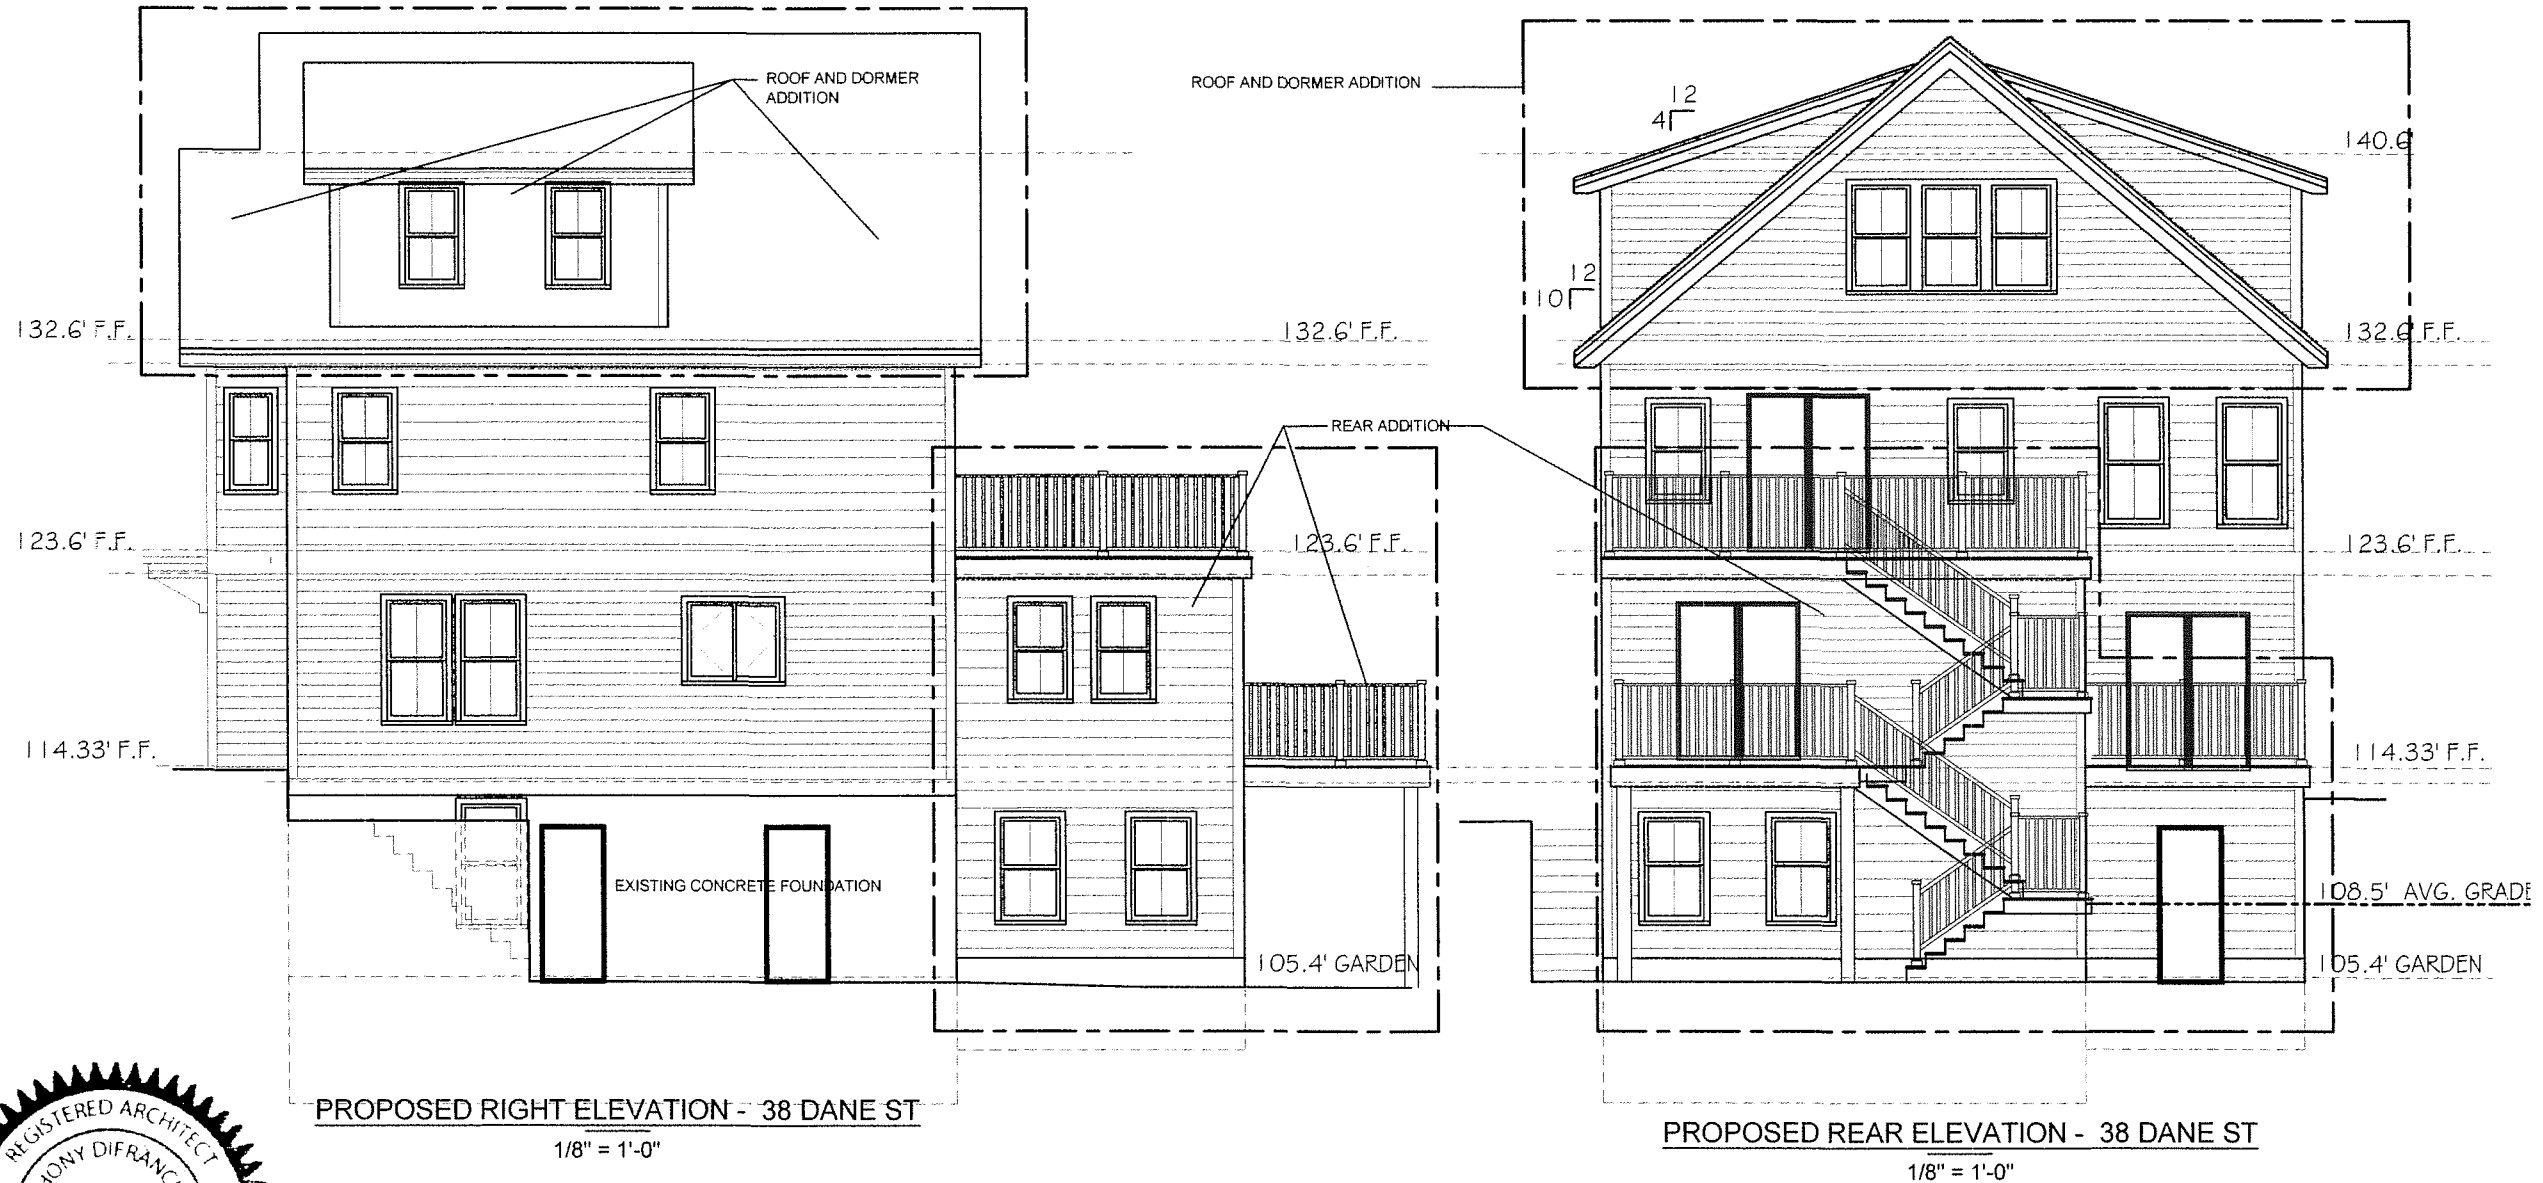 ROOF AND DORMER
ADDITION
132.6' F.F.
132.6' F.F.
123.6' F.F.
123.6' F.F.
114.33' F.F.
EXISTING CONCRETE FOUNDATION
105.4' GARDEN
REAR ADDITION
PROPOSED RIGHT ELEVATION - 38 DANE ST
1/8" = 1'-0"
REGISTERED ARCHITECT
ROOF AND DORMER ADDITION
12
4
140.6
12
10
132.6' F.F.
123.6' F.F.
114.33' F.F.
108.5' AVG. GRADE
105.4' GARDEN
PROPOSED REAR ELEVATION - 38 DANE ST
1/8" = 1'-0"